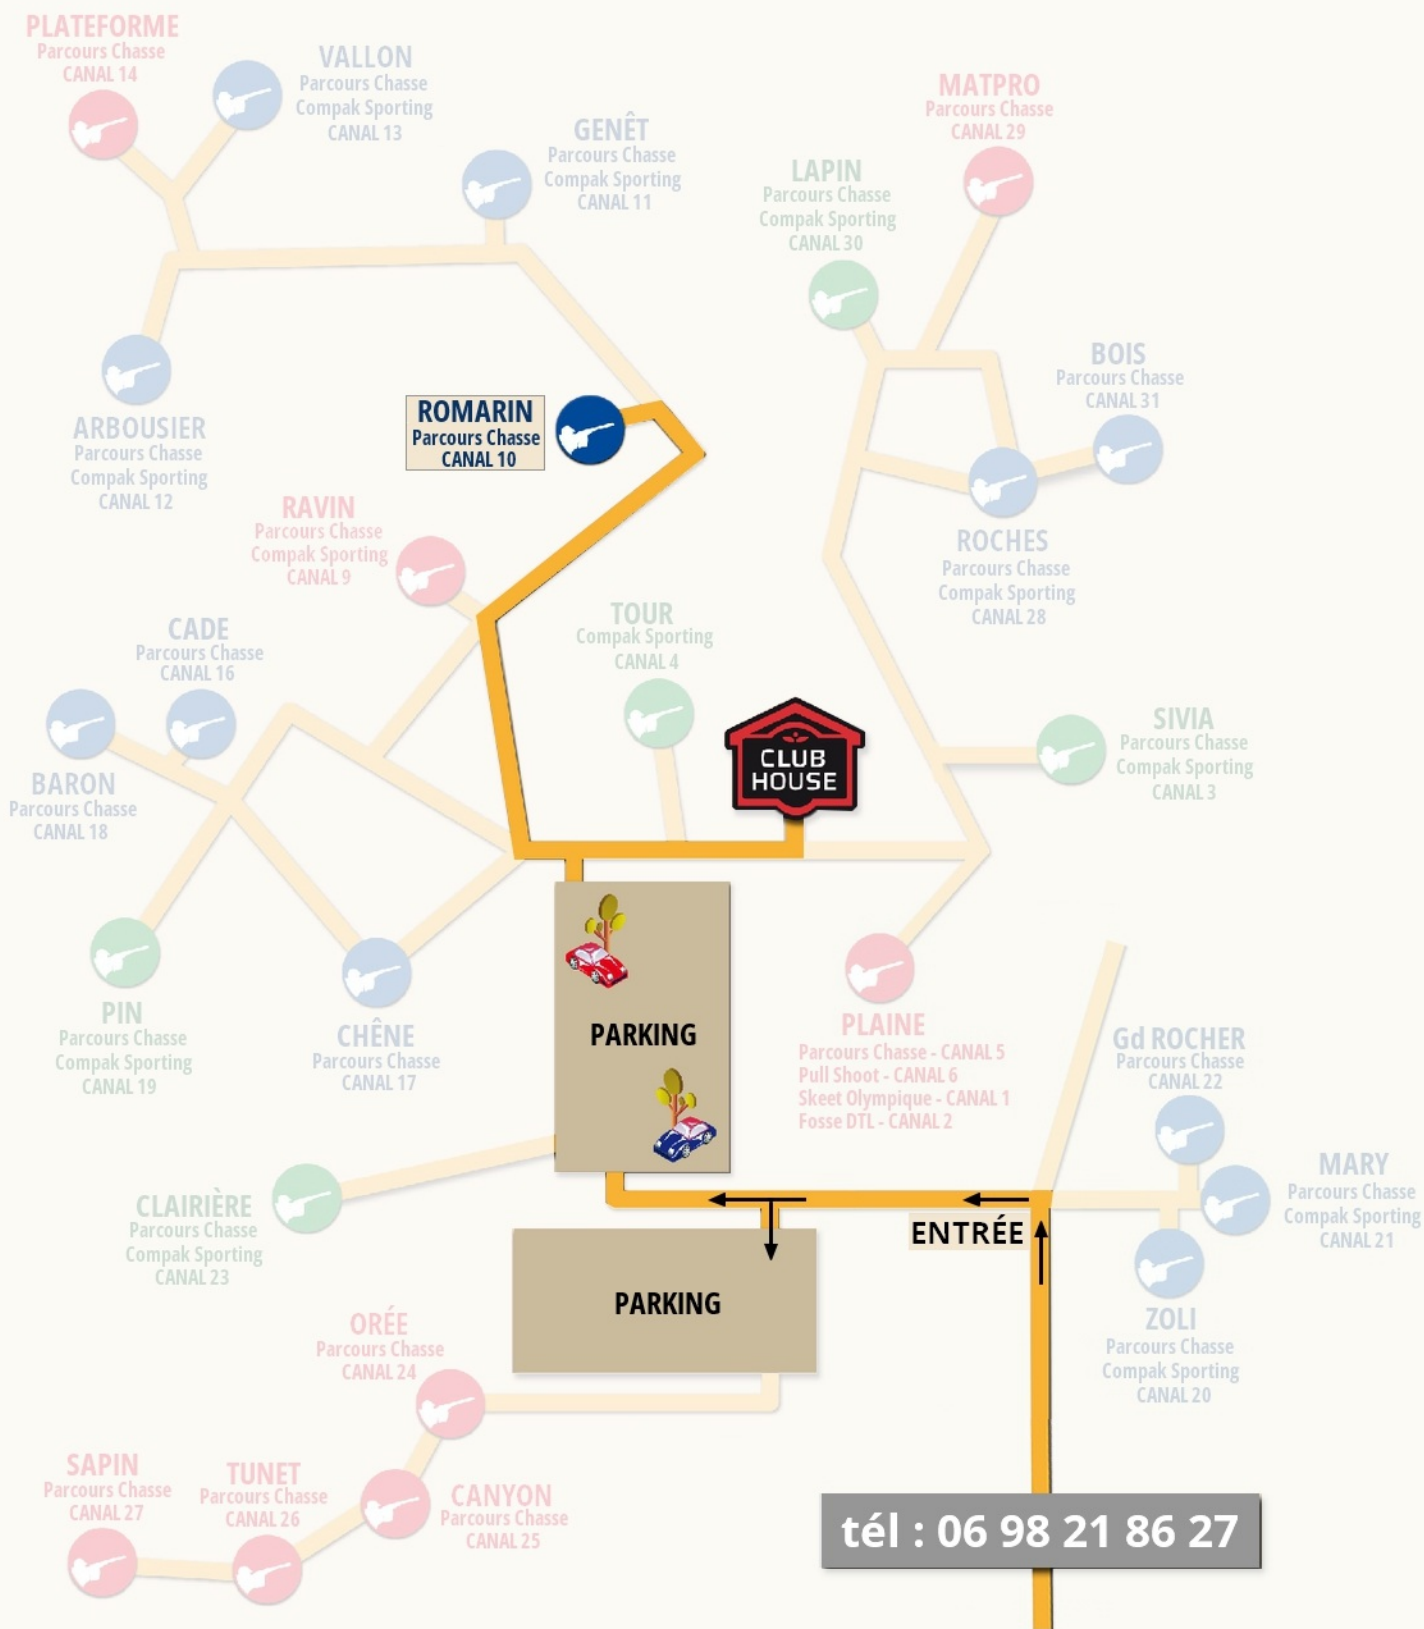 PLATEFORME
Parcours Chasse
CANAL 14
VALLON
Parcours Chasse
Compak Sporting
CANAL 13
GENÊT
Parcours Chasse
Compak Sporting
CANAL 11
MATPRO
Parcours Chasse
CANAL 29
LAPIN
Parcours Chasse
Compak Sporting
CANAL 30
BOIS
Parcours Chasse
CANAL 31
ARBOUSIER
Parcours Chasse
Compak Sporting
CANAL 12
ROMARIN
Parcours Chasse
CANAL 10
RAVIN
Parcours Chasse
Compak Sporting
CANAL 9
ROCHES
Parcours Chasse
Compak Sporting
CANAL 28
CADE
Parcours Chasse
CANAL 16
TOUR
Compak Sporting
CANAL 4
CLUB
HOUSE
SIVIA
Parcours Chasse
Compak Sporting
CANAL 3
BARON
Parcours Chasse
CANAL 18
PIN
Parcours Chasse
Compak Sporting
CANAL 19
CHÊNE
Parcours Chasse
CANAL 17
PARKING
PLAINE
Parcours Chasse - CANAL 5
Pull Shoot - CANAL 6
Skeet Olympique - CANAL 1
Fosse DTL - CANAL 2
Gd ROCHER
Parcours Chasse
CANAL 22
MARY
Parcours Chasse
Compak Sporting
CANAL 21
CLAIRIÈRE
Parcours Chasse
Compak Sporting
CANAL 23
ENTRÉE
PARKING
ZOLI
Parcours Chasse
Compak Sporting
CANAL 20
ORÉE
Parcours Chasse
CANAL 24
SAPIN
Parcours Chasse
CANAL 27
TUNET
Parcours Chasse
CANAL 26
CANYON
Parcours Chasse
CANAL 25
tél : 06 98 21 86 27